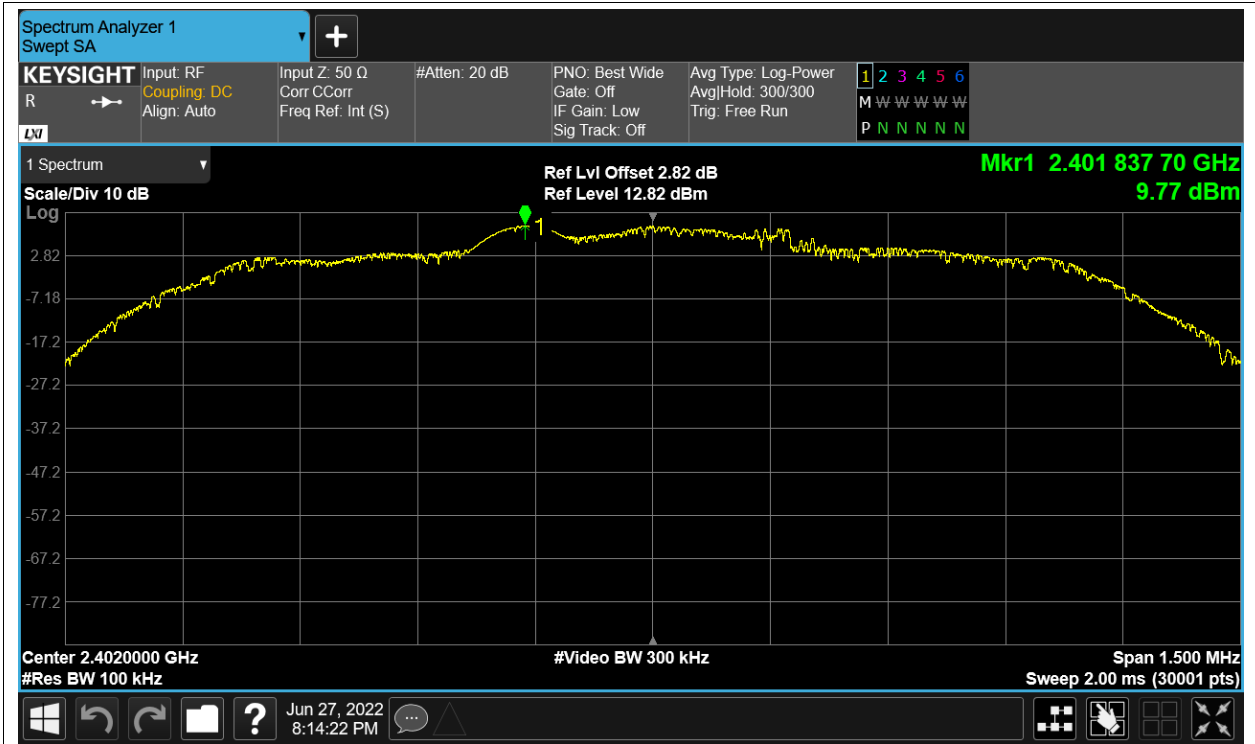 Spectrum Analyzer 1
Swept SA
+
KEYSIGHT
R
LXI
Input: RF
Coupling: DC
Align: Auto
Input Z: 50 Ω
Corr CCorr
Freq Ref: Int (S)
#Atten: 20 dB
PNO: Best Wide
Gate: Off
IF Gain: Low
Sig Track: Off
Avg Type: Log-Power
Avg|Hold: 300/300
Trig: Free Run
1 2 3 4 5 6
M W W W W W
P N N N N N
1 Spectrum
Scale/Div 10 dB
Log
Ref Lvl Offset 2.82 dB
Ref Level 12.82 dBm
Mkr1 2.401 837 70 GHz
9.77 dBm
1
2.82
-7.18
-17.2
-27.2
-37.2
-47.2
-57.2
-67.2
-77.2
Center 2.4020000 GHz
#Res BW 100 kHz
#Video BW 300 kHz
Span 1.500 MHz
Sweep 2.00 ms (30001 pts)
?
Jun 27, 2022
8:14:22 PM